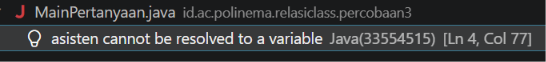 J MainPertanyaan.java id.ac.polinema.relasiclass.percobaan3
asisten cannot be resolved to a variable Java(33554515) [Ln 4, Col 77]